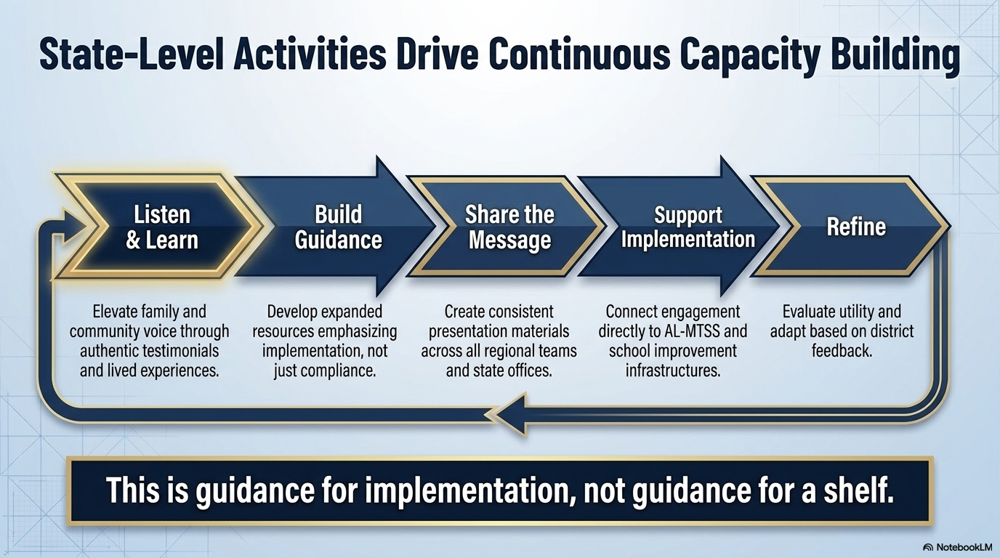 State-Level Activities Drive Continuous Capacity Building
Listen
& Learn
Build
Guidance
Share the
Message
Support
Implementation
Refine
Elevate family and
community voice through
authentic testimonials
and lived experiences.
Develop expanded
resources emphasizing
implementation, not
just compliance.
Create consistent
presentation materials
across all regional teams
and state offices.
Connect engagement
directly to AL-MTSS and
school improvement
infrastructures.
Evaluate utility and
adapt based on district
feedback.
This is guidance for implementation, not guidance for a shelf.
NotebookLM